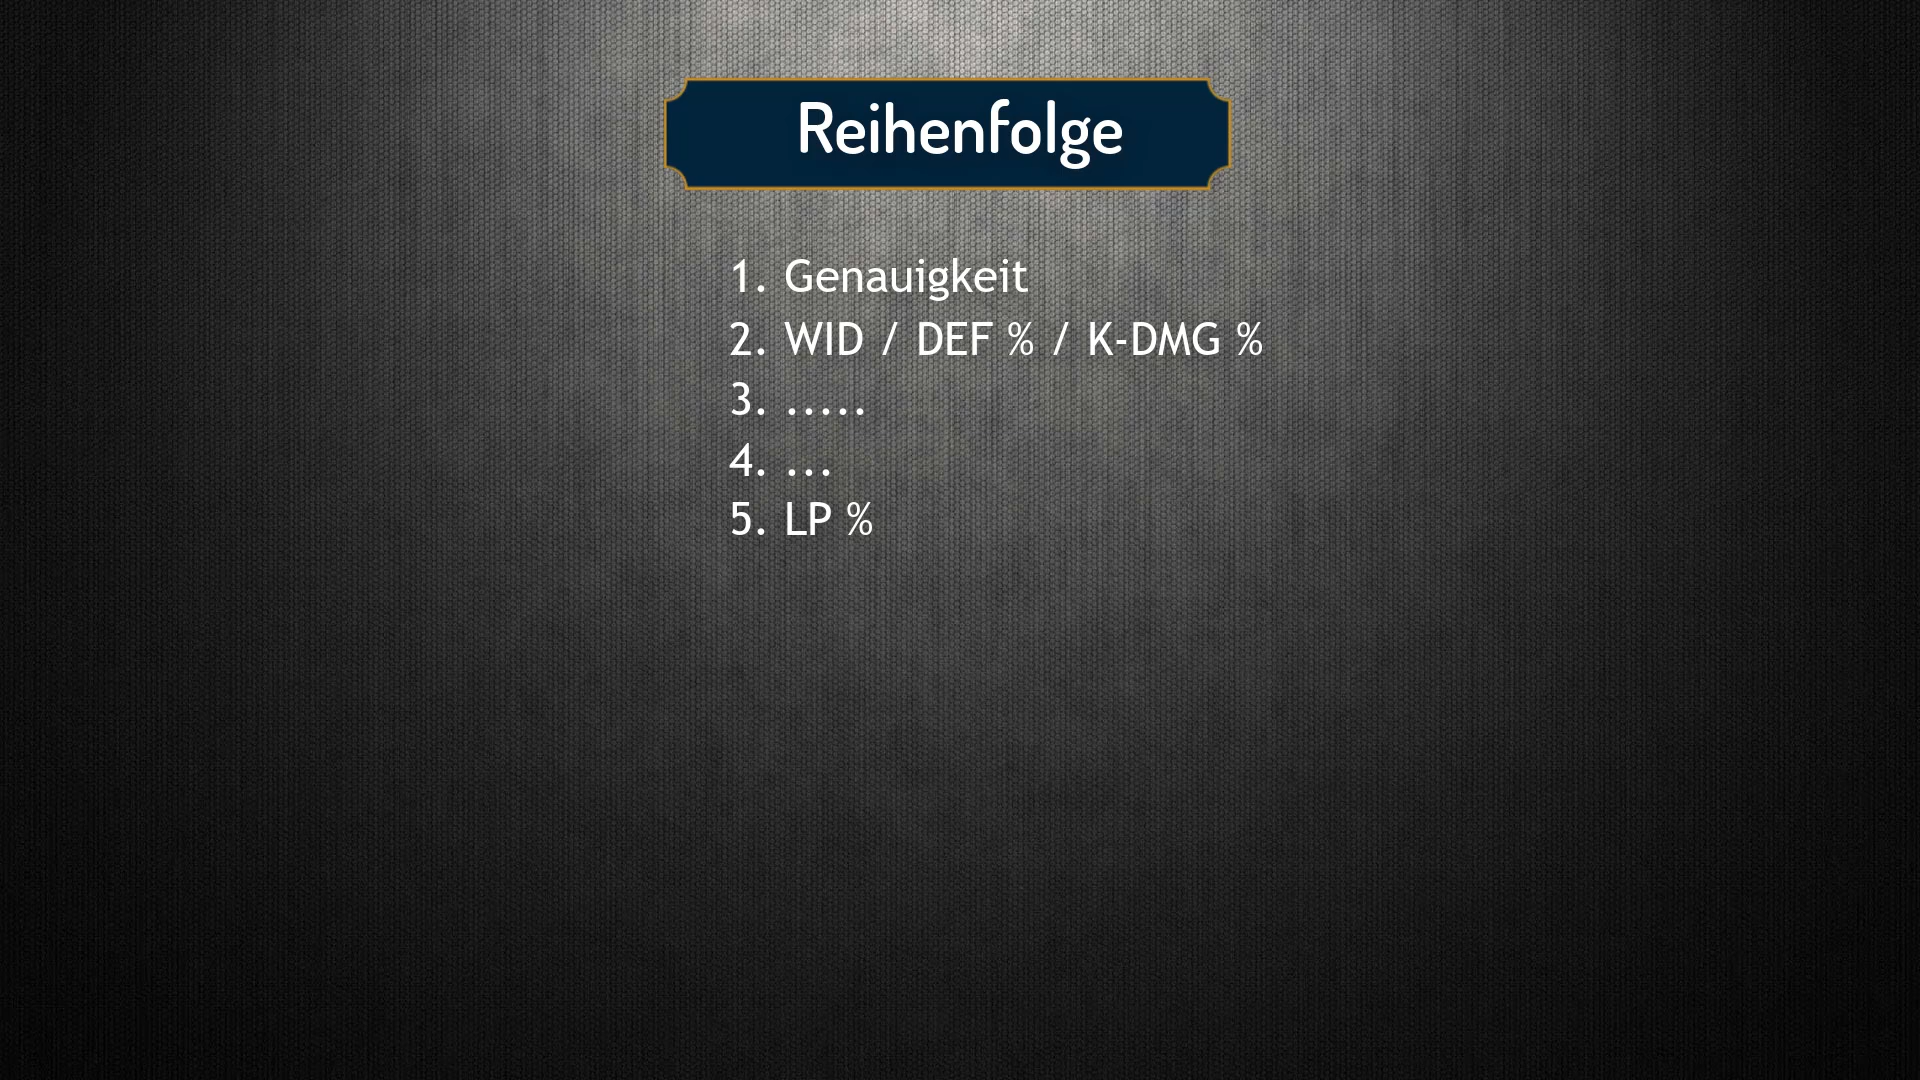 Reihenfolge
1. Genauigkeit
2. WID / DEF % / K-DMG %
3. .....
4. ...
5. LP %